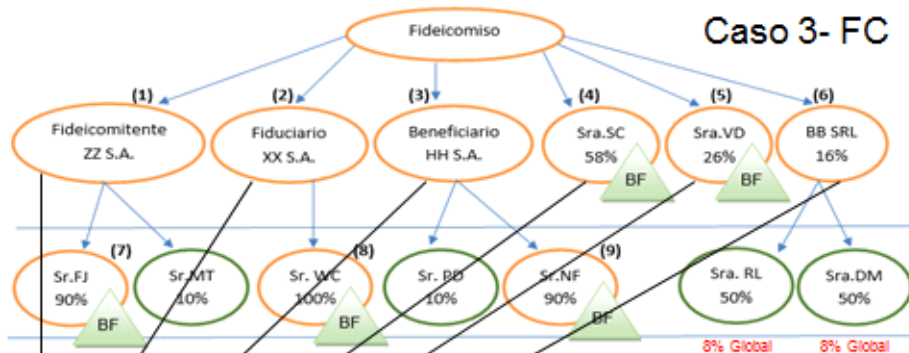 Fideicomiso
Caso 3- FC
(1)
(2)
(3)
(4)
(5)
(6)
Fideicomitente
ZZ S.A.
Fiduciario
XX S.A.
Beneficiario
HH S.A.
Sra.SC
58%
BF
Sra.VD
26%
BF
BB SRL
16%
(7)
(8)
(9)
Sr.FJ
90%
BF
Sr.MT
10%
Sr. WC
100%
BF
Sr. PD
10%
Sr.NF
90%
BF
Sra. RL
50%
Sra.DM
50%
8% Global
8% Global